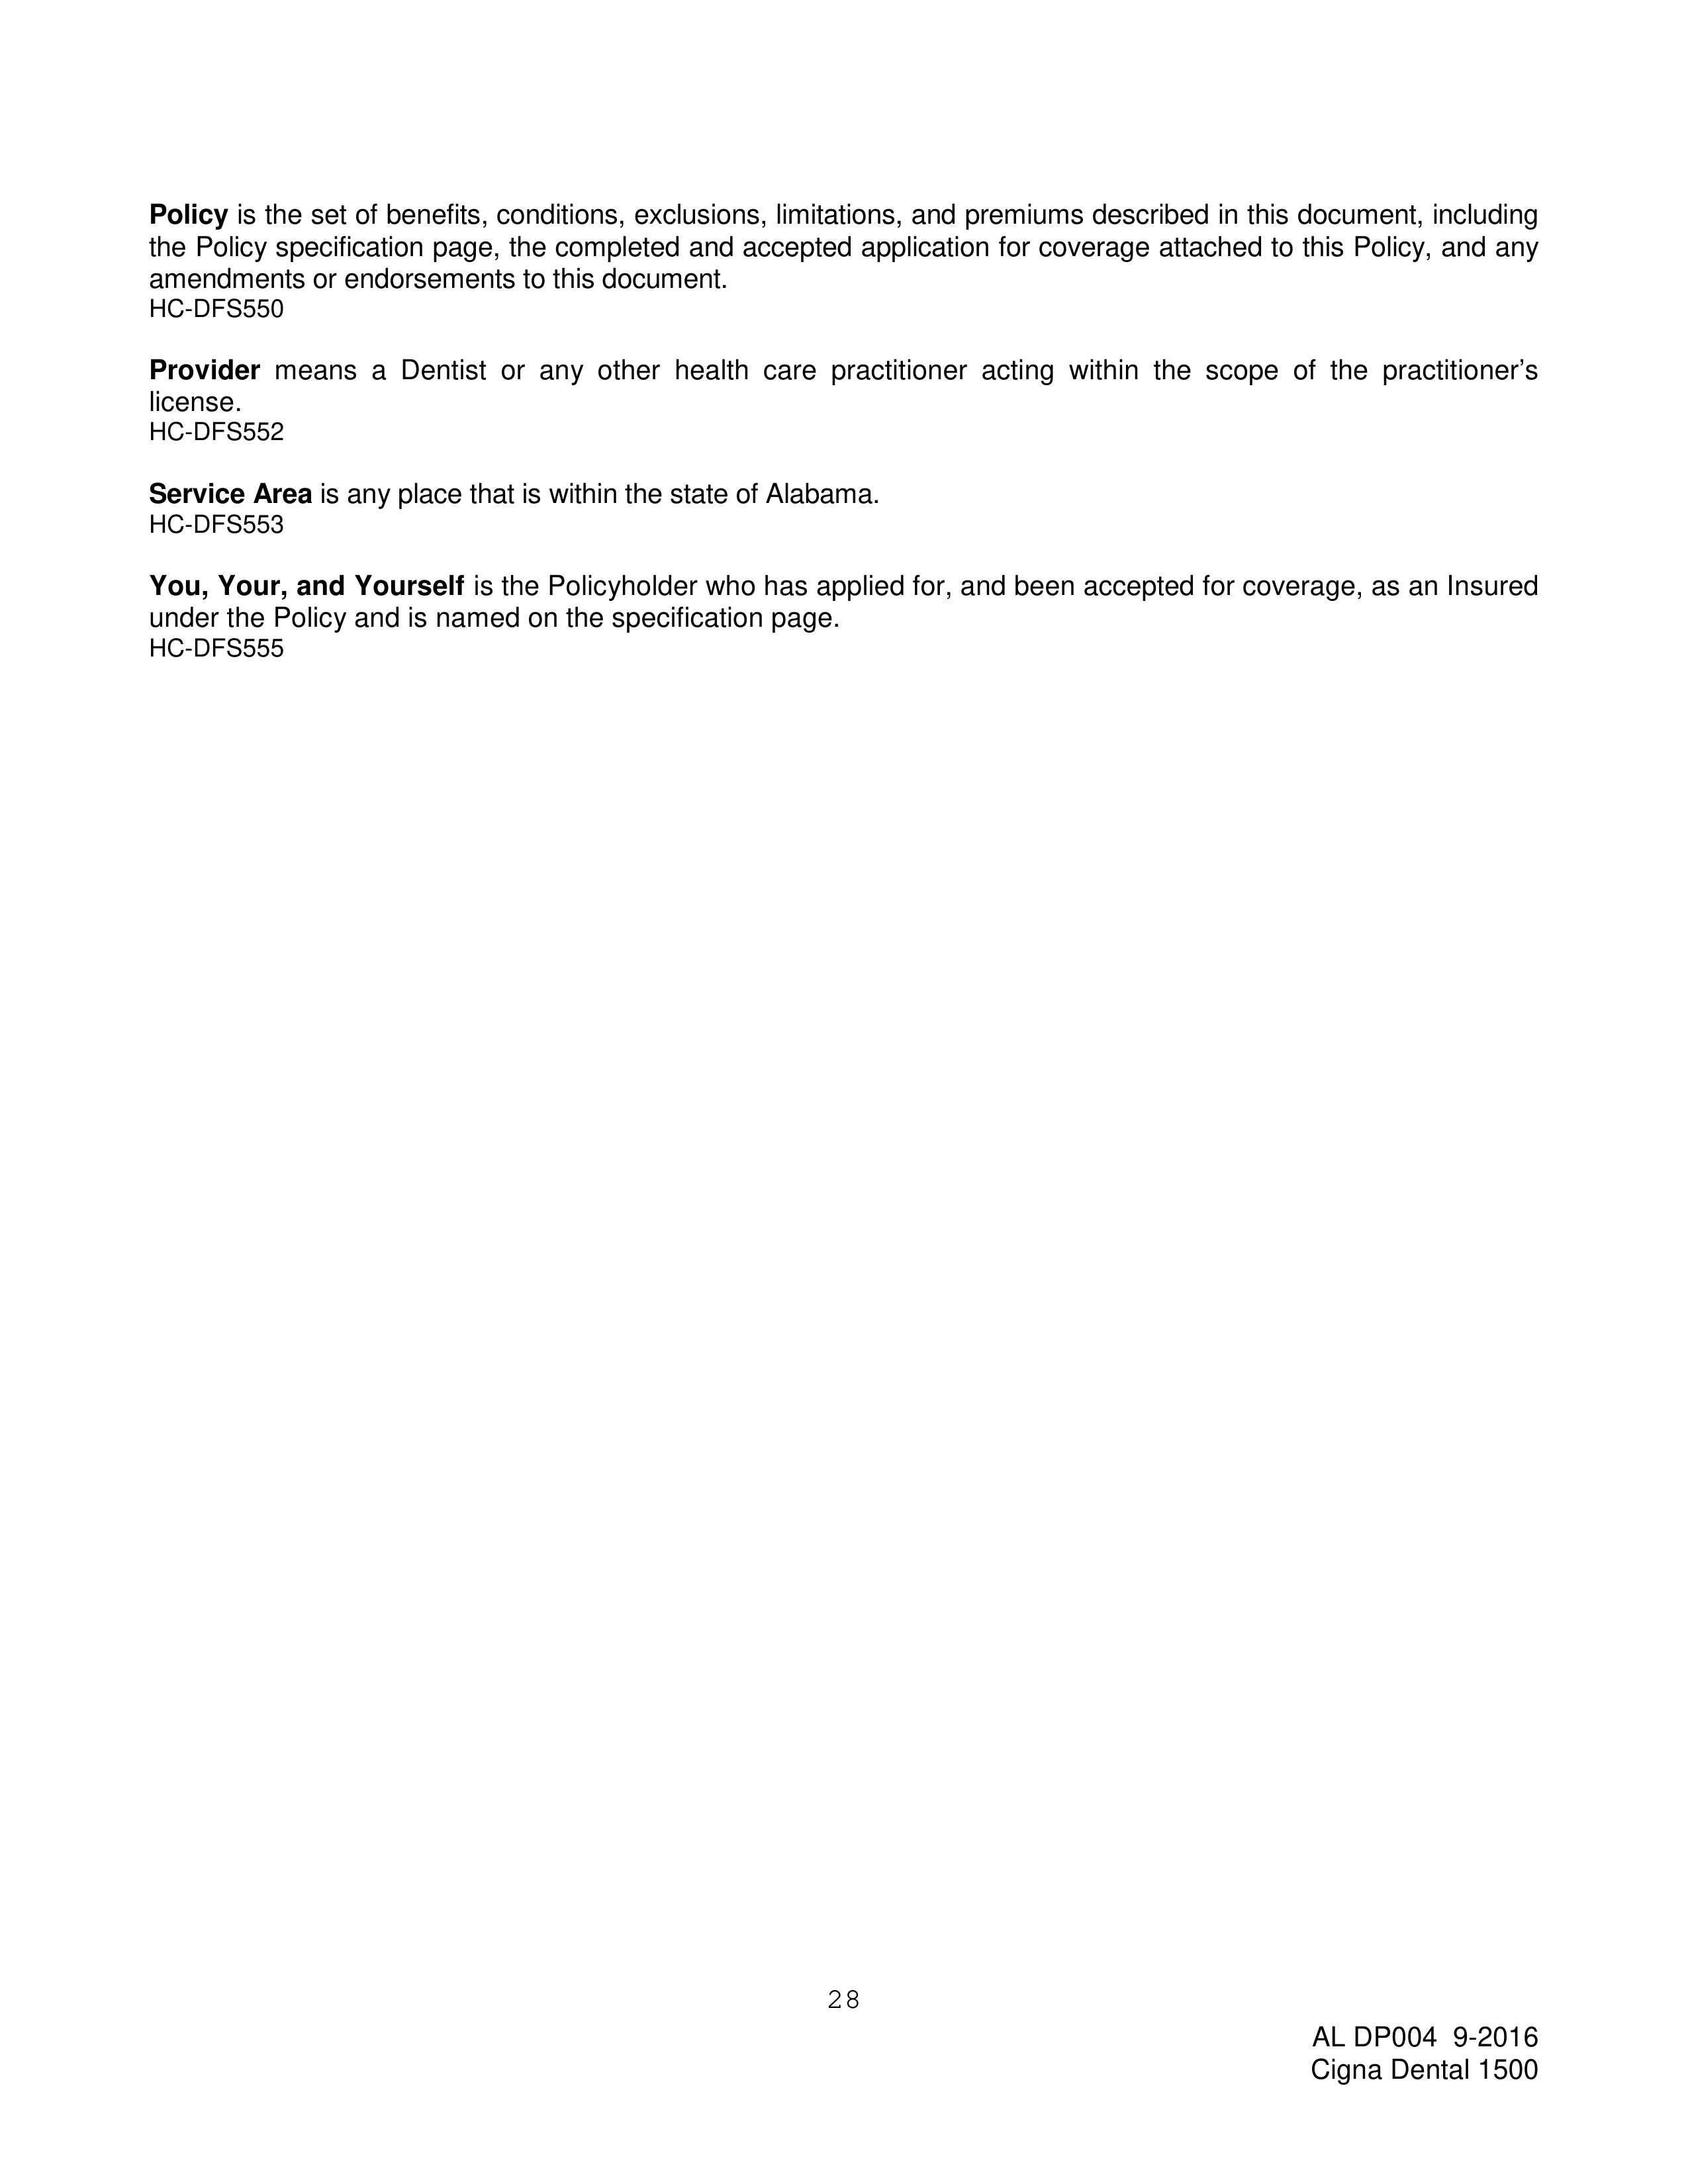 Policy is the set of benefits, conditions, exclusions, limitations, and premiums described in this document, including
the Policy specification page, the completed and accepted application for coverage attached to this Policy, and any
amendments or endorsements to this document.
HC-DFS550
Provider means a Dentist or any other health care practitioner acting within the scope of the practitioner’s
license.
HC-DFS552
Service Area is any place that is within the state of Alabama.
HC-DFS553
You, Your, and Yourself is the Policyholder who has applied for, and been accepted for coverage, as an Insured
under the Policy and is named on the specification page.
HC-DFS555
28
AL DP004  9-2016
Cigna Dental 1500